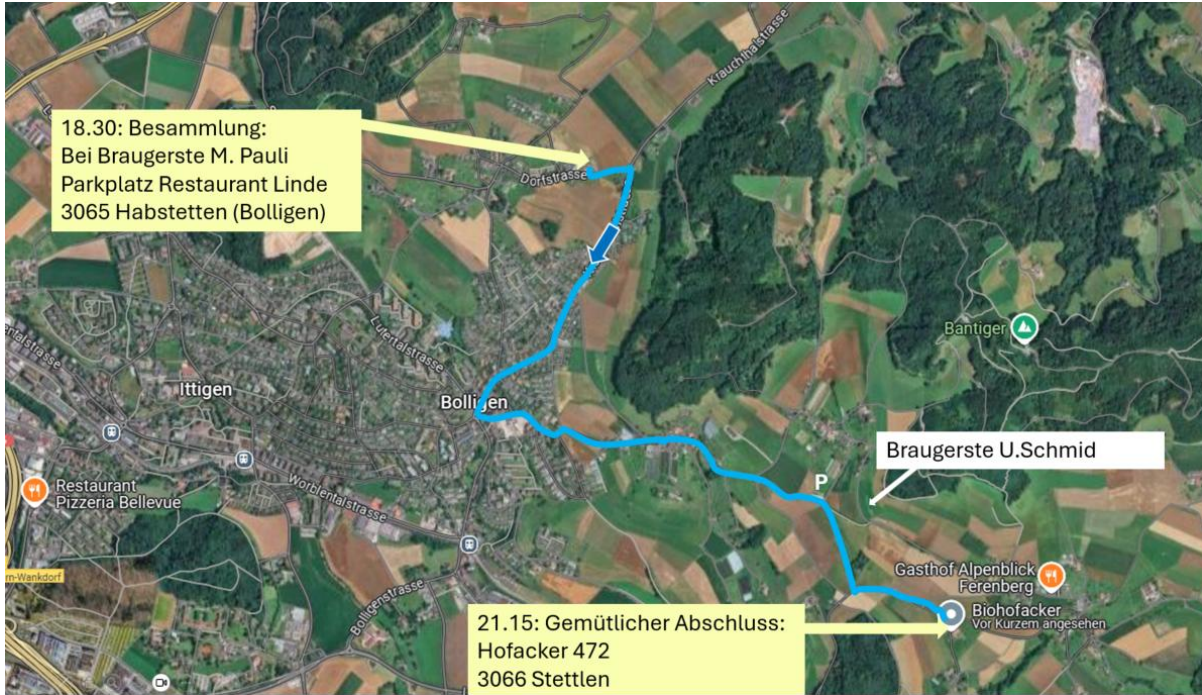 Krauchthalstrasse
18.30: Besammlung:
Bei Braugerste M. Pauli
Parkplatz Restaurant Linde
3065 Habstetten (Bolligen)
Dorfstrasse
Lutertalstrasse
Bantiger
Ittigen
Bolligen
Braugerste U.Schmid
P
Restaurant
Pizzeria Bellevue
Worblentalstrasse
Gasthof Alpenblick
Ferenberg
rn-Wankdorf
Bolligenstrasse
Biohofacker
Vor Kurzem angesehen
21.15: Gemütlicher Abschluss:
Hofacker 472
3066 Stettlen